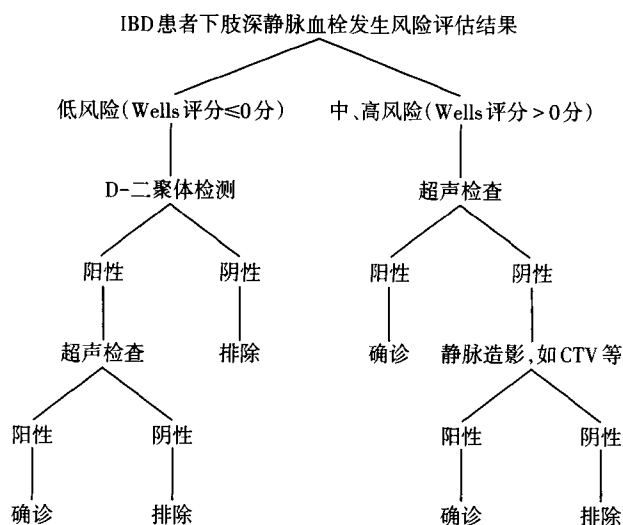 IBD患者下肢深静脉血栓发生风险评估结果
低风险(Wells评分≤0分)
中、高风险(Wells评分>0分)
D-二聚体检测
超声检查
阳性
阴性
阳性
阴性
超声检查
排除
确诊
静脉造影,如CTV等
阳性
阴性
阳性
阴性
确诊
排除
确诊
排除